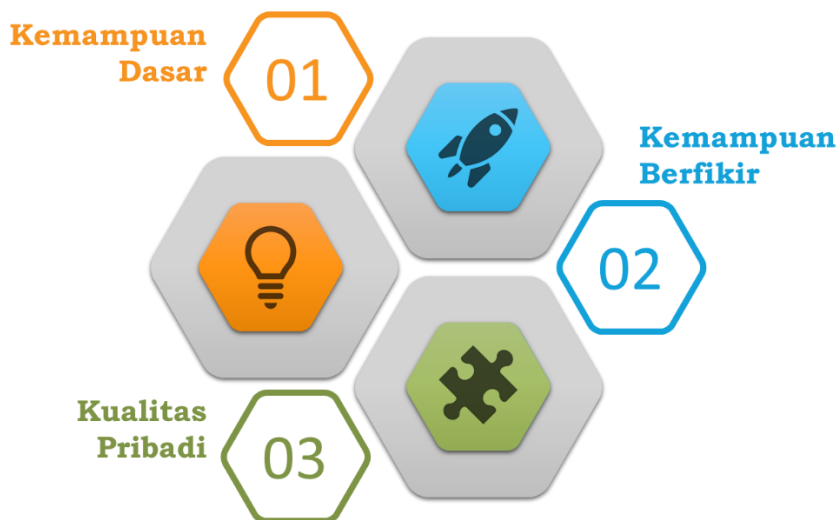 Kemampuan
Dasar
01
Kemampuan
Berfikir
02
Kualitas
Pribadi
03